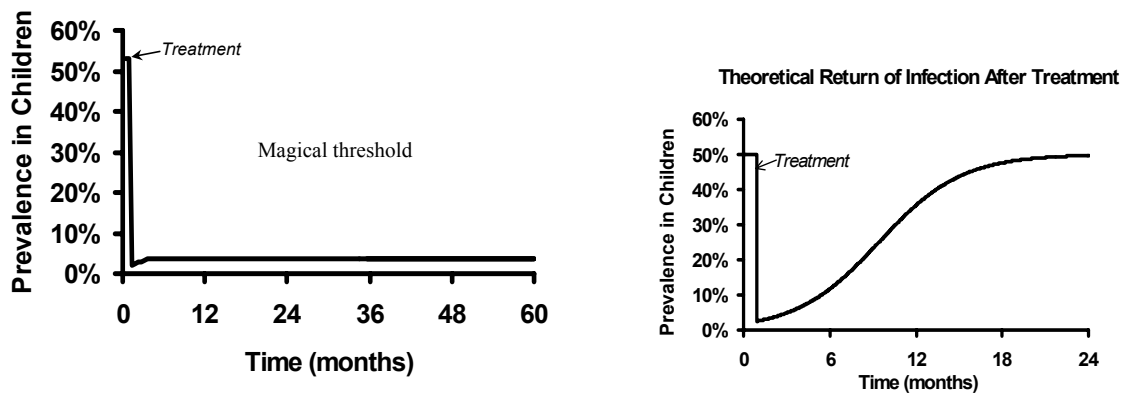 60%
50%
40%
30%
20%
10%
0%
Prevalence in Children
Treatment
Magical threshold
0 12 24 36 48 60
Time (months)
Theoretical Return of Infection After Treatment
60%
50%
40%
30%
20%
10%
0%
Prevalence in Children
Treatment
0 6 12 18 24
Time (months)